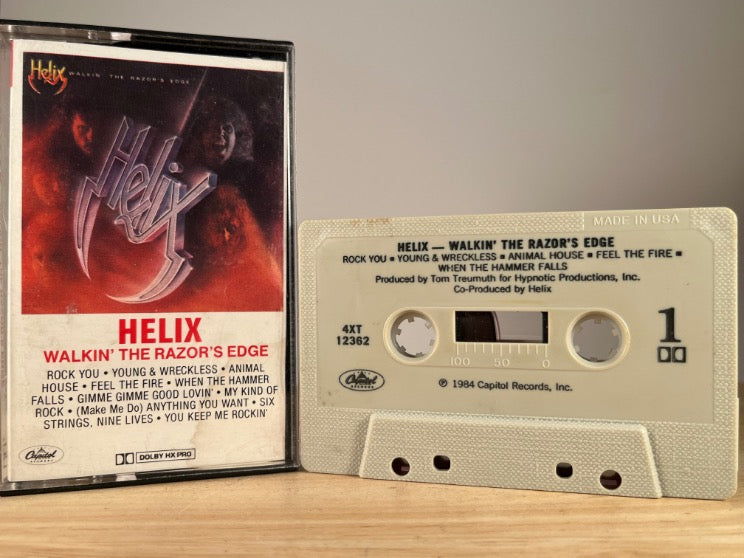 Helix WALKIN' THE RAZOR'S EDGE
Helix
HELIX
WALKIN' THE RAZOR'S EDGE
ROCK YOU • YOUNG & WRECKLESS • ANIMAL
HOUSE • FEEL THE FIRE • WHEN THE HAMMER
FALLS • GIMME GIMME GOOD LOVIN' • MY KIND OF
ROCK • (Make Me Do) ANYTHING YOU WANT • SIX
STRINGS, NINE LIVES • YOU KEEP ME ROCKIN'
Capitol
DOLBY HX PRO
MADE IN USA
HELIX — WALKIN' THE RAZOR'S EDGE
ROCK YOU ▪ YOUNG & WRECKLESS ▪ ANIMAL HOUSE ▪ FEEL THE FIRE ▪
WHEN THE HAMMER FALLS
Produced by Tom Treumuth for Hypnotic Productions, Inc.
Co-Produced by Helix
4XT
12362
1
100 50 0
Capitol
℗ 1984 Capitol Records, Inc.